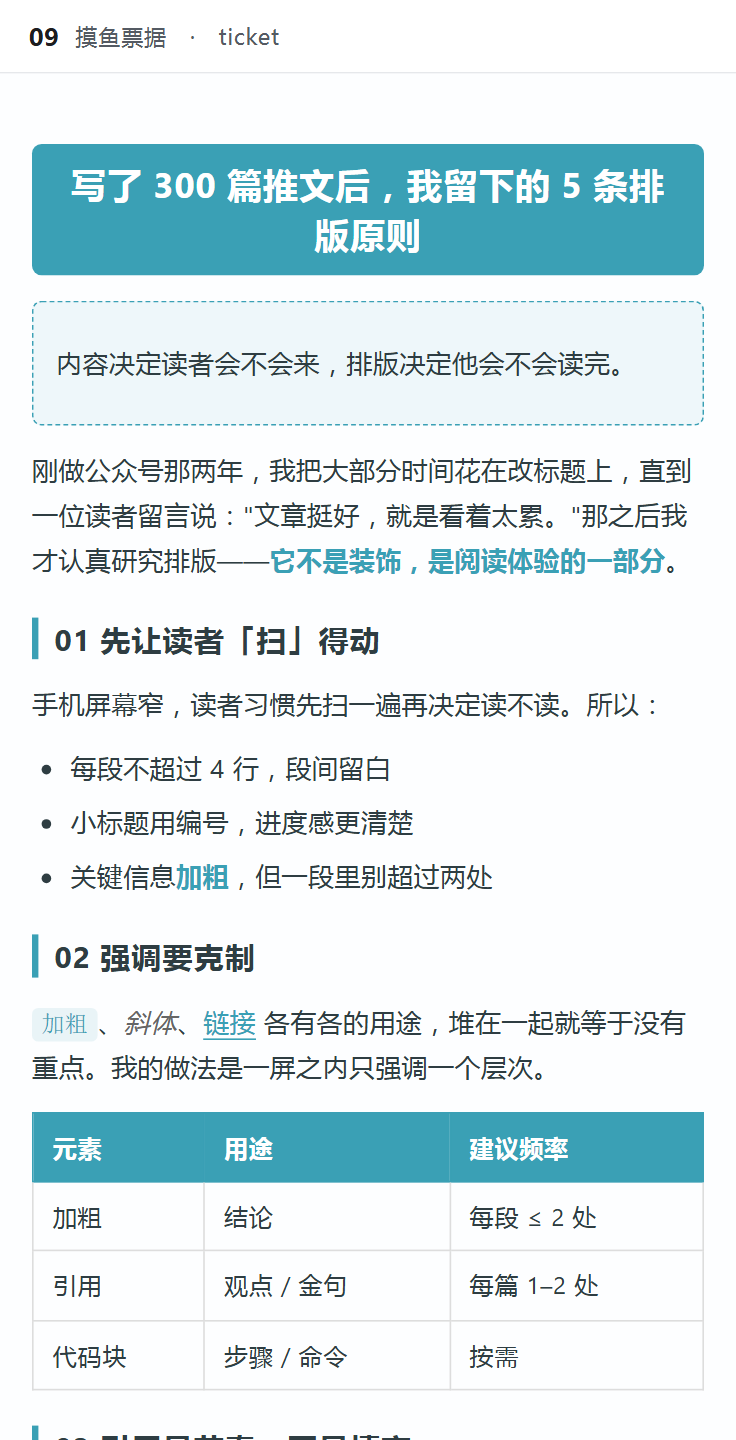 09 摸鱼票据 · ticket
写了 300 篇推文后，我留下的 5 条排
版原则
内容决定读者会不会来，排版决定他会不会读完。
刚做公众号那两年，我把大部分时间花在改标题上，直到
一位读者留言说："文章挺好，就是看着太累。"那之后我
才认真研究排版——它不是装饰，是阅读体验的一部分。
01 先让读者「扫」得动
手机屏幕窄，读者习惯先扫一遍再决定读不读。所以：
• 每段不超过 4 行，段间留白
• 小标题用编号，进度感更清楚
• 关键信息加粗，但一段里别超过两处
02 强调要克制
加粗、斜体、链接 各有各的用途，堆在一起就等于没有
重点。我的做法是一屏之内只强调一个层次。
元素 用途 建议频率
加粗 结论 每段 ≤ 2 处
引用 观点 / 金句 每篇 1–2 处
代码块 步骤 / 命令 按需